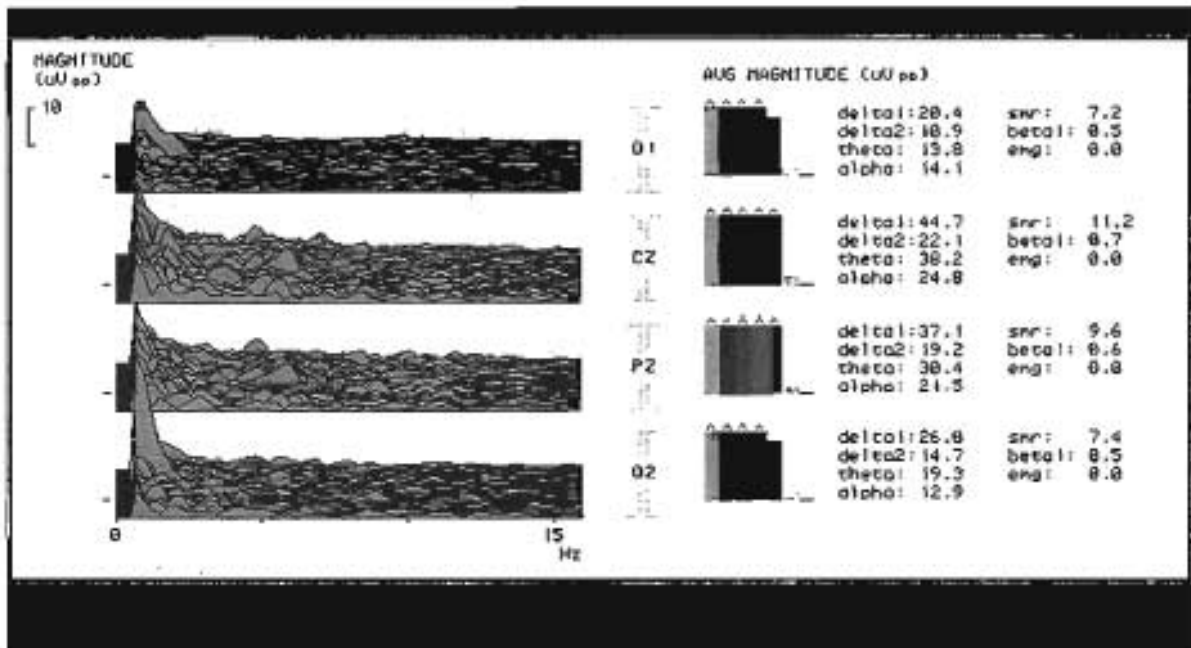 MAGNITUDE
(uV pp)
10
AVG MAGNITUDE (uV pp)
O1
delta1: 20.4 smr: 7.2
delta2: 10.9 beta1: 0.5
theta: 13.8 emg: 0.0
alpha: 14.1
CZ
delta1: 44.7 smr: 11.2
delta2: 22.1 beta1: 0.7
theta: 38.2 emg: 0.0
alpha: 24.8
PZ
delta1: 37.1 smr: 9.6
delta2: 19.2 beta1: 0.6
theta: 30.4 emg: 0.0
alpha: 21.5
O2
delta1: 26.8 smr: 7.4
delta2: 14.7 beta1: 0.5
theta: 19.3 emg: 0.0
alpha: 12.9
0 15
Hz